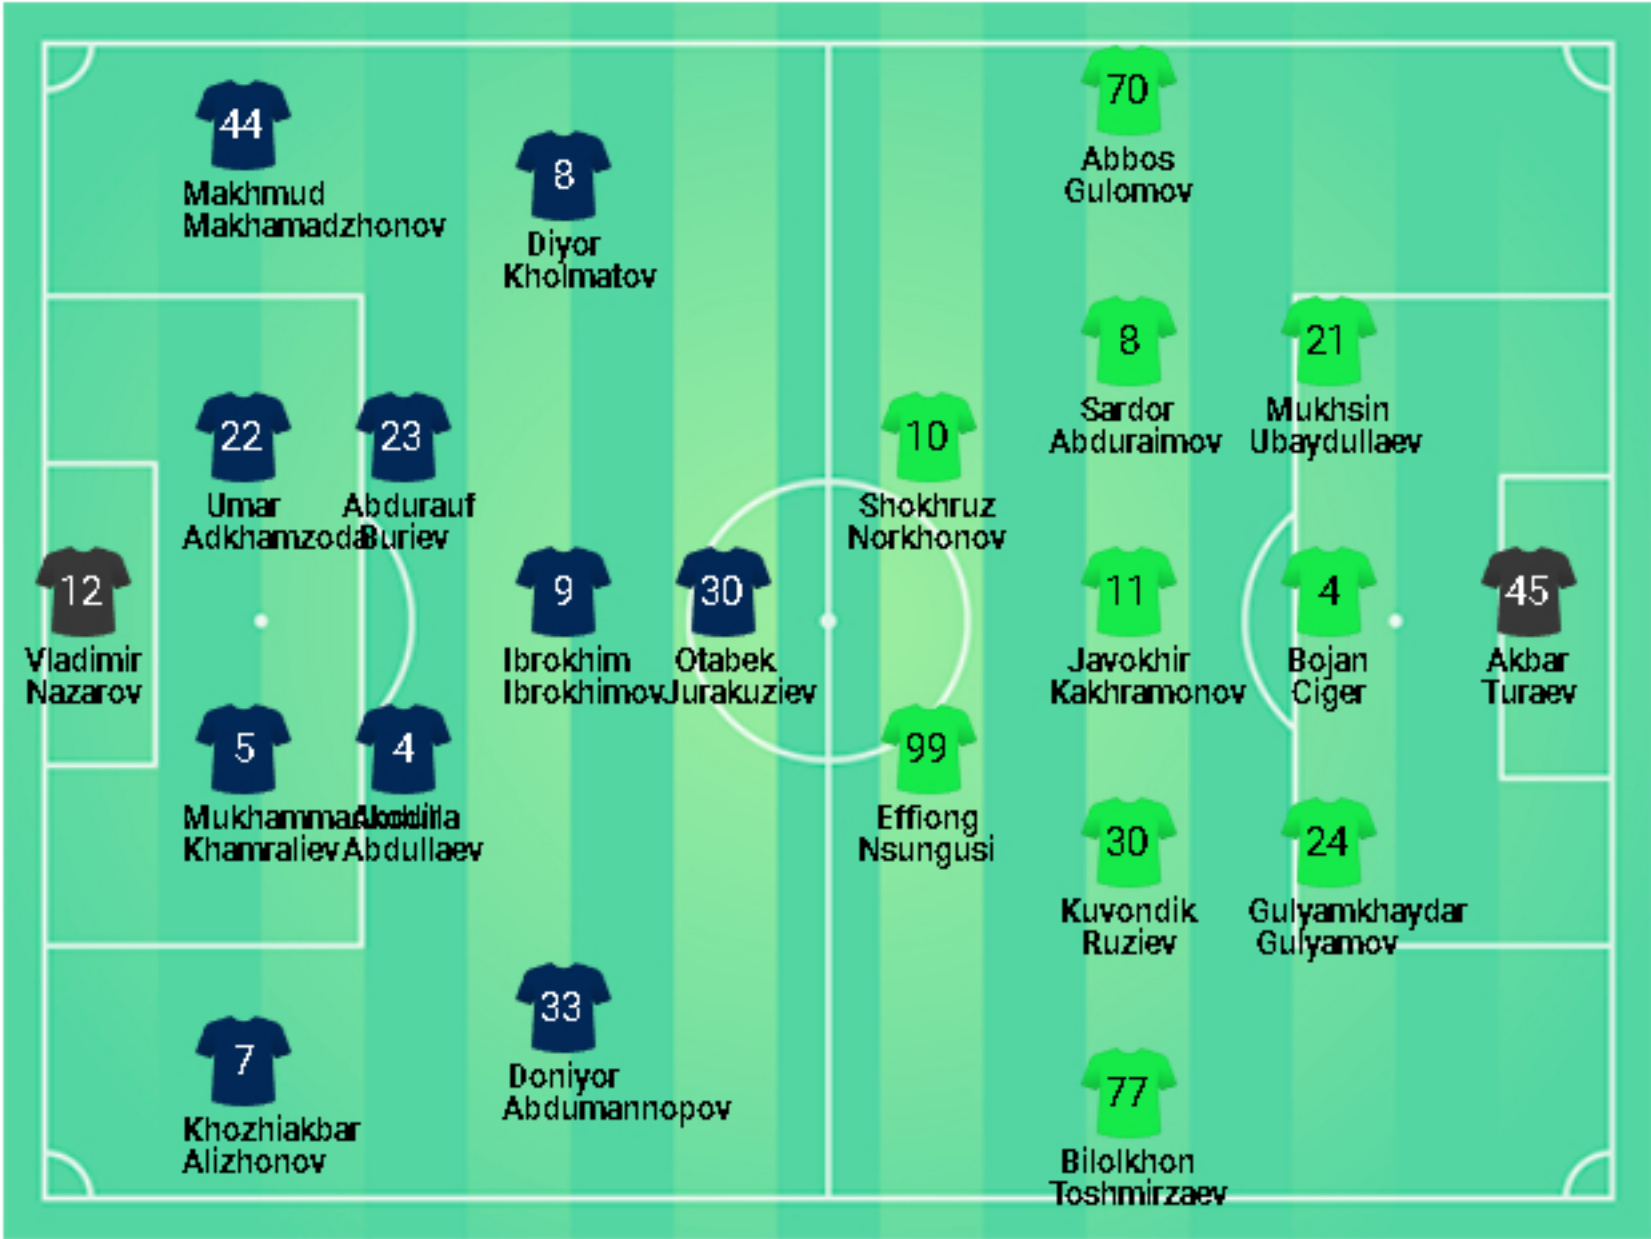 44
Makhmud
Makhamadzhonov
8
Diyor
Kholmatov
22
Umar
Adkhamzoda
23
Abdurauf
Buriev
12
Vladimir
Nazarov
9
Ibrokhim
Ibrokhimov
30
Otabek
Jurakuziev
5
Khamraliev
4
Abdullaev
33
Doniyor
Abdumannopov
7
Khozhiakbar
Alizhonov
70
Abbos
Gulomov
8
Sardor
Abduraimov
21
Mukhsin
Ubaydullaev
10
Shokhruz
Norkhonov
11
Javokhir
Kakhramonov
4
Bojan
Ciger
45
Akbar
Turaev
99
Effiong
Nsungusi
30
Kuvondik
Ruziev
24
Gulyamkhaydar
Gulyamov
77
Bilolkhon
Toshmirzaev